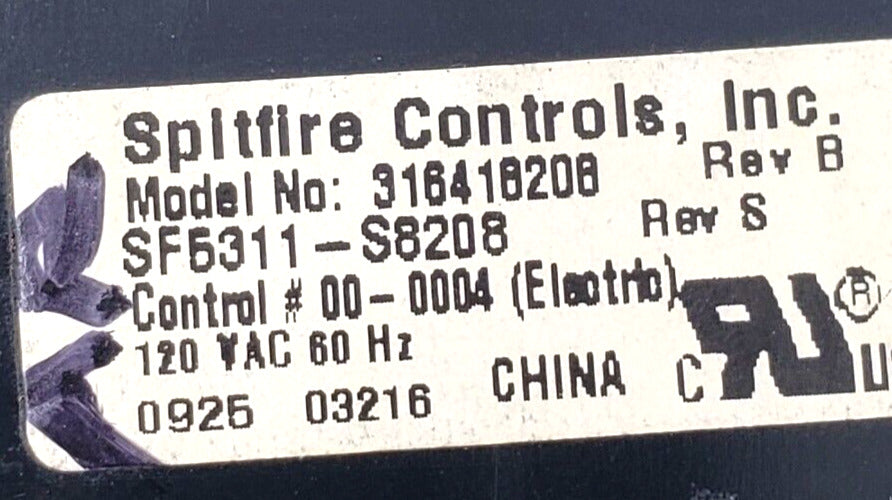 Spitfire Controls, Inc.
Model No: 316418208 Rev B
SF5311-S8208 Rev S
Control # 00-0004 (Electric)
120 VAC 60 Hz
0925 03216 CHINA C RU ® U